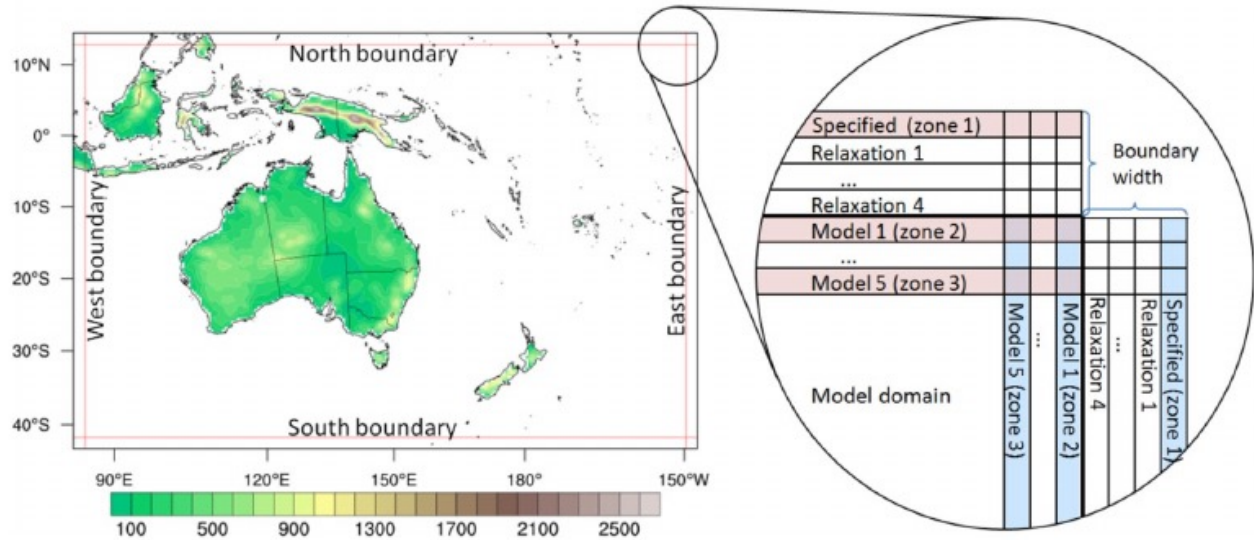 North boundary
West boundary
East boundary
South boundary
10°N
0°
10°S
20°S
30°S
40°S
90°E
120°E
150°E
180°
150°W
100
500
900
1300
1700
2100
2500
Specified (zone 1)
Relaxation 1
...
Relaxation 4
Model 1 (zone 2)
...
Model 5 (zone 3)
Boundary
width
Model domain
Model 5 (zone 3)
...
Model 1 (zone 2)
Relaxation 4
...
Relaxation 1
Specified (zone 1)